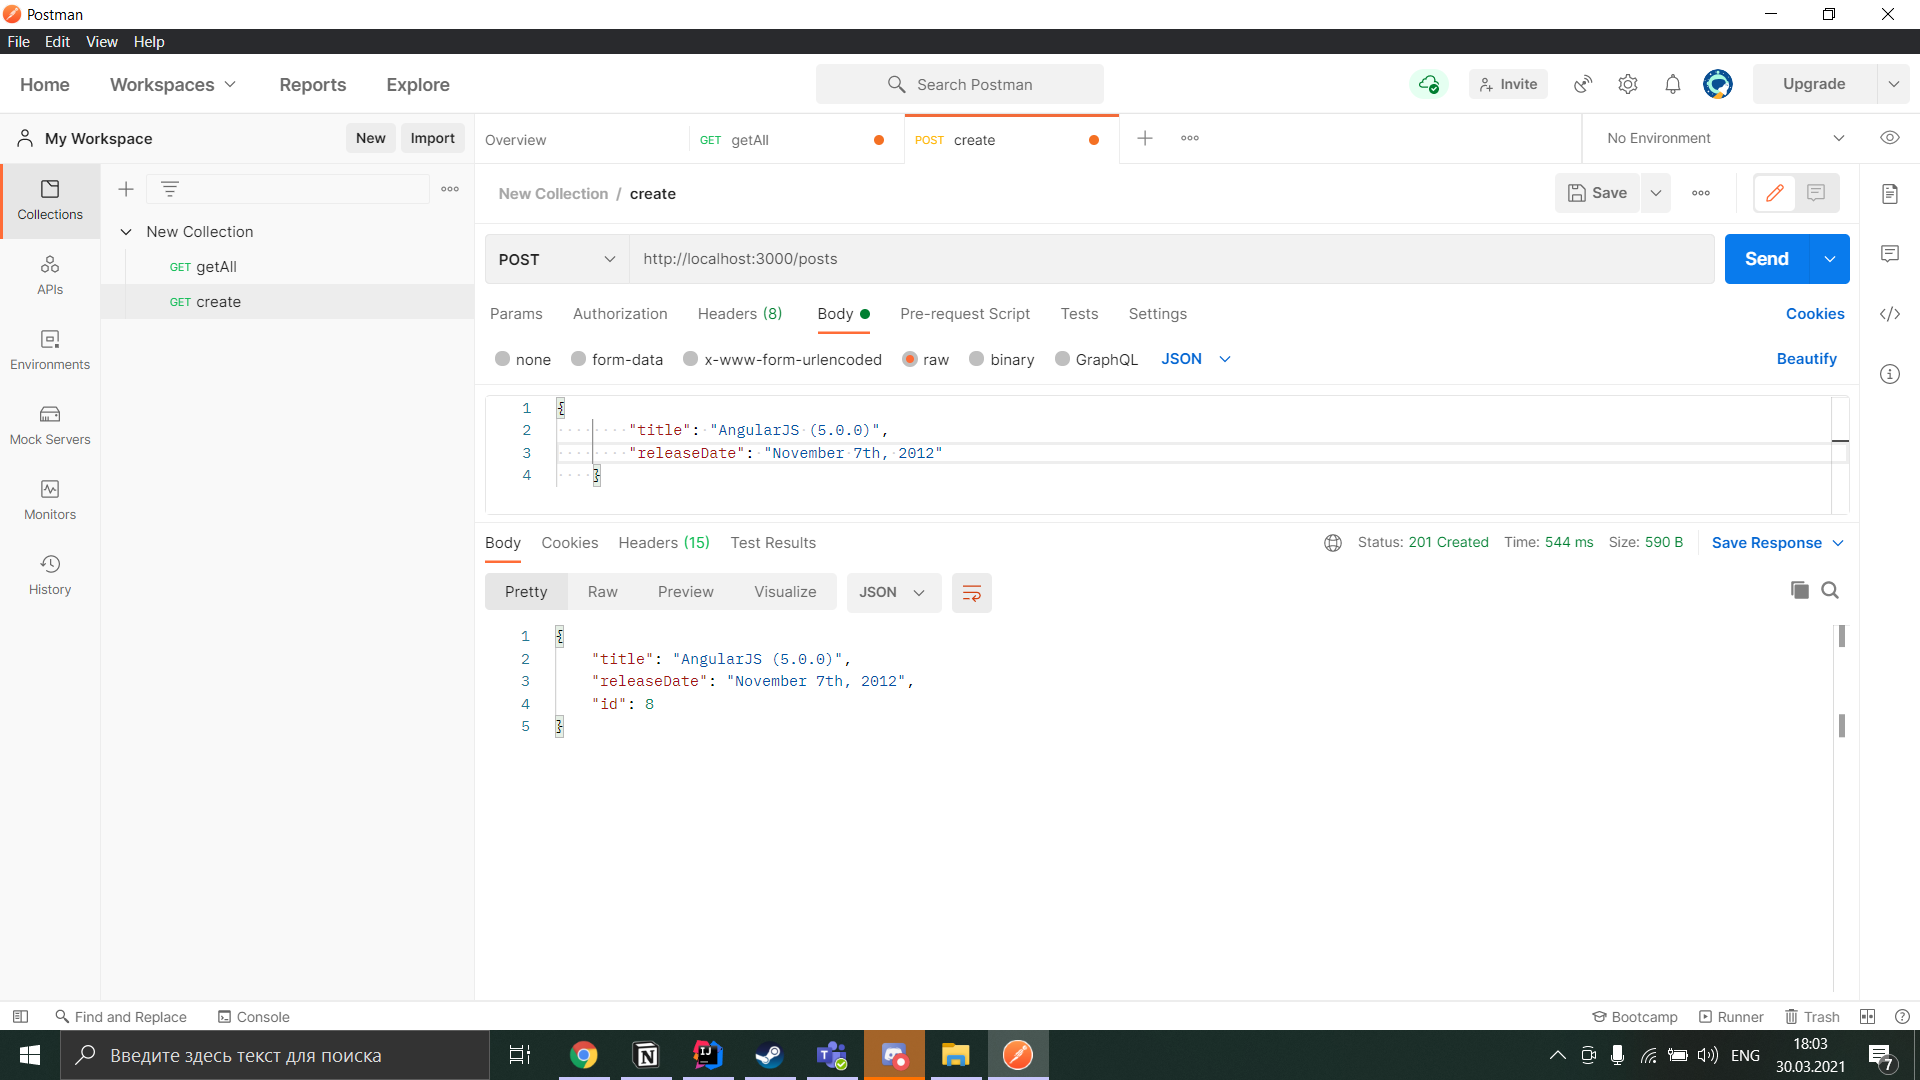 Postman
File Edit View Help
Home Workspaces Reports Explore Search Postman Invite Upgrade
My Workspace New Import Overview GET getAll POST create No Environment
New Collection / create Save
Collections
New Collection
GET getAll
GET create
APIs
Environments
Mock Servers
Monitors
History
POST http://localhost:3000/posts Send
Params Authorization Headers (8) Body Pre-request Script Tests Settings Cookies
none form-data x-www-form-urlencoded raw binary GraphQL JSON Beautify
1 {
2 "title": "AngularJS (5.0.0)",
3 "releaseDate": "November 7th, 2012"
4 }
Body Cookies Headers (15) Test Results Status: 201 Created Time: 544 ms Size: 590 B Save Response
Pretty Raw Preview Visualize JSON
1 {
2 "title": "AngularJS (5.0.0)",
3 "releaseDate": "November 7th, 2012",
4 "id": 8
5 }
Find and Replace Console Bootcamp Runner Trash
Введите здесь текст для поиска ENG 18:03
30.03.2021
7